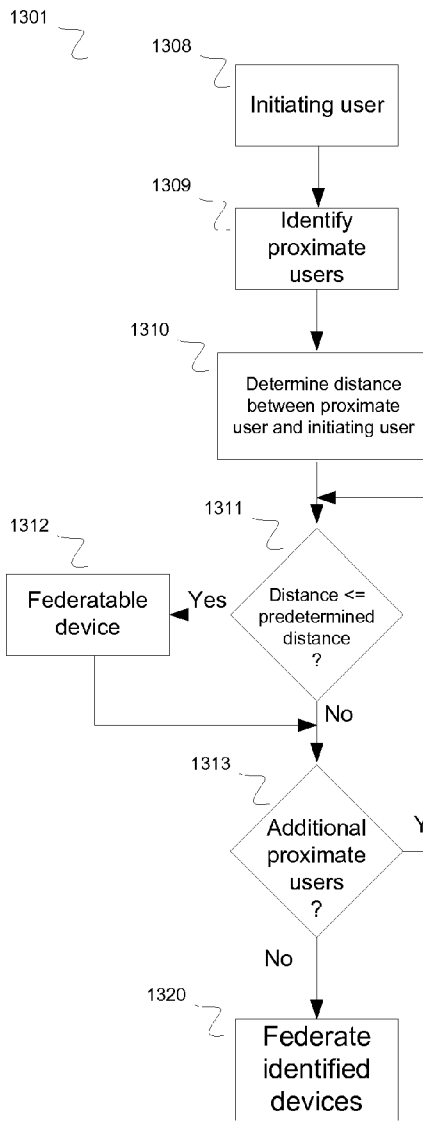 1301
1308
Initiating user
1309
Identify
proximate
users
1310
Determine distance
between proximate
user and initiating user
1311
1312
Federatable
device
Yes
Distance <=
predetermined
distance
?
No
1313
Additional
proximate
users
?
No
1320
Federate
identified
devices